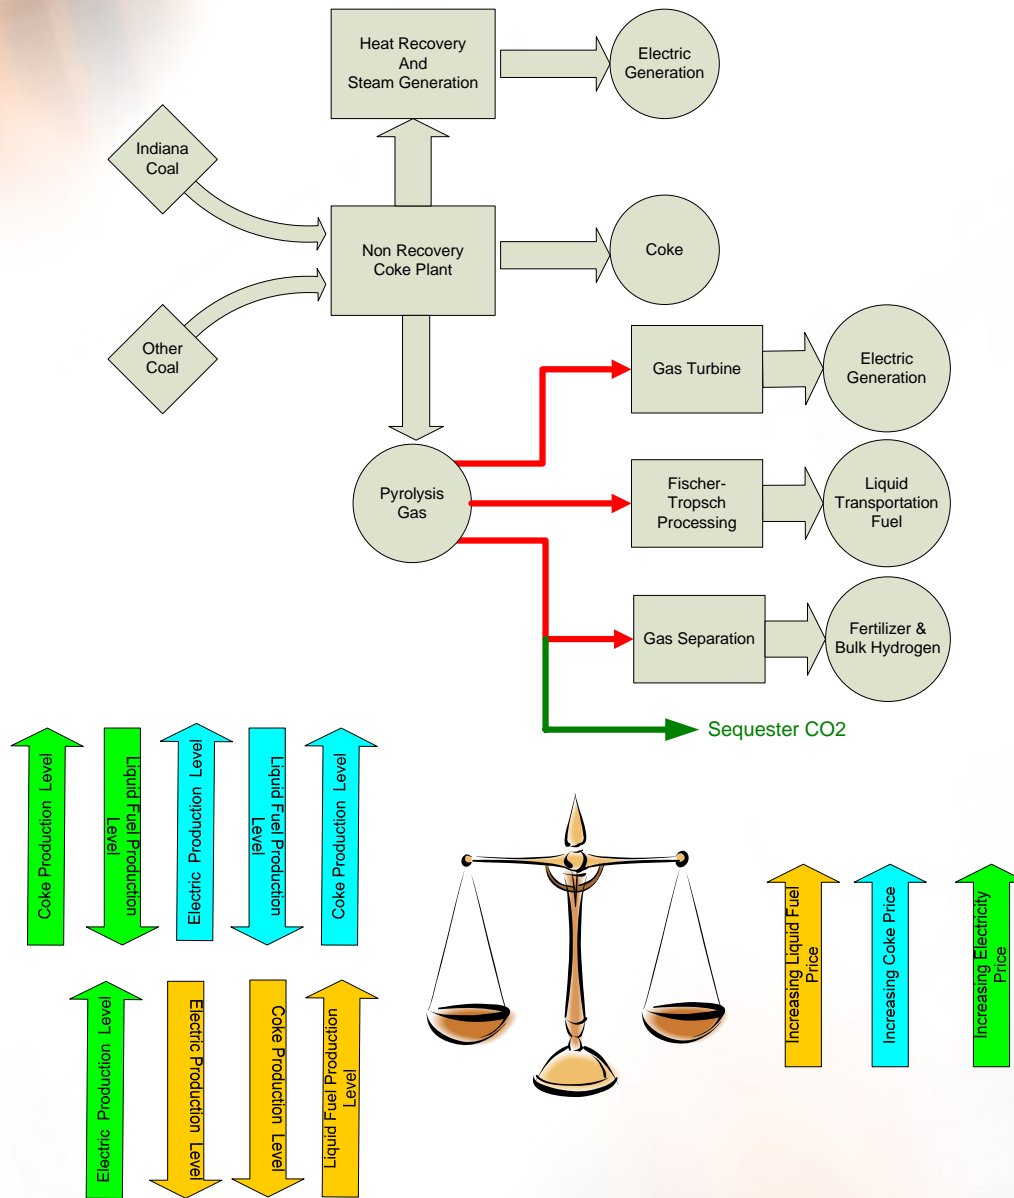 Heat Recovery
And
Steam Generation
Electric
Generation
Indiana
Coal
Non Recovery
Coke Plant
Coke
Other
Coal
Gas Turbine
Electric
Generation
Pyrolysis
Gas
Fischer-
Tropsch
Processing
Liquid
Transportation
Fuel
Gas Separation
Fertilizer &
Bulk Hydrogen
Sequester CO2
Coke Production Level
Liquid Fuel Production
Level
Electric Production Level
Liquid Fuel Production
Level
Coke Production Level
Electric Production Level
Electric Production Level
Coke Production Level
Liquid Fuel Production
Level
Increasing Liquid Fuel
Price
Increasing Coke Price
Increasing Electricity
Price